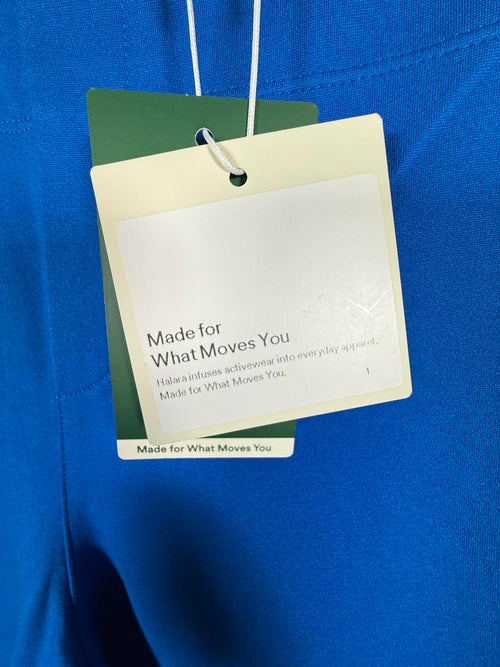 Made for
What Moves You
Halara infuses activewear into everyday apparel,
Made for What Moves You.
1
Made for What Moves You